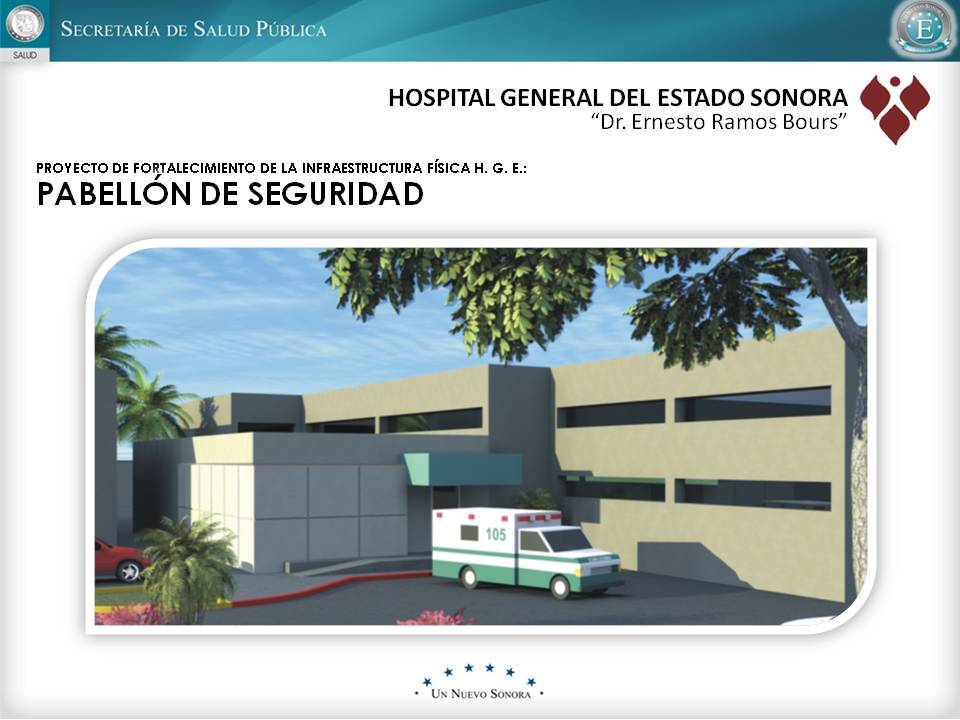 SECRETARÍA DE SALUD PÚBLICA
SALUD
E
HOSPITAL GENERAL DEL ESTADO SONORA
“Dr. Ernesto Ramos Bours”
PROYECTO DE FORTALECIMIENTO DE LA INFRAESTRUCTURA FÍSICA H. G. E.:
PABELLÓN DE SEGURIDAD
105
UN NUEVO SONORA